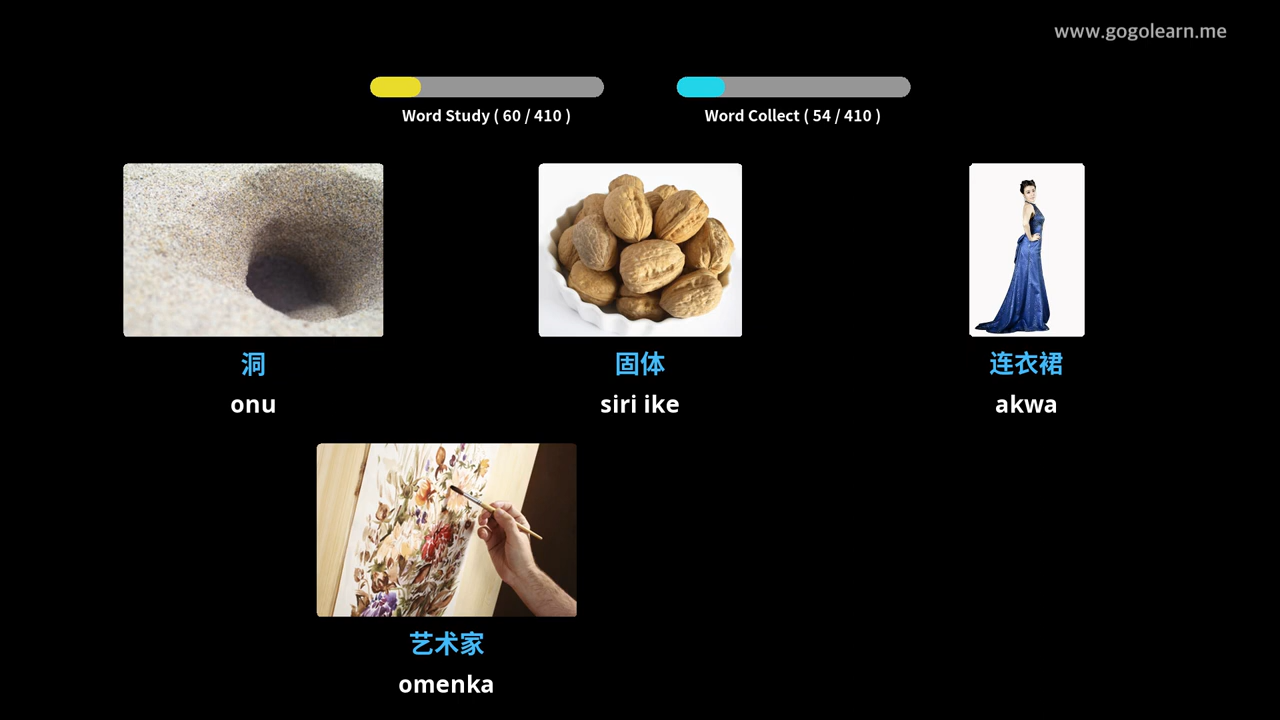 www.gogolearn.me
Word Study ( 60 / 410 )
Word Collect ( 54 / 410 )
洞
onu
固体
siri ike
连衣裙
akwa
艺术家
omenka